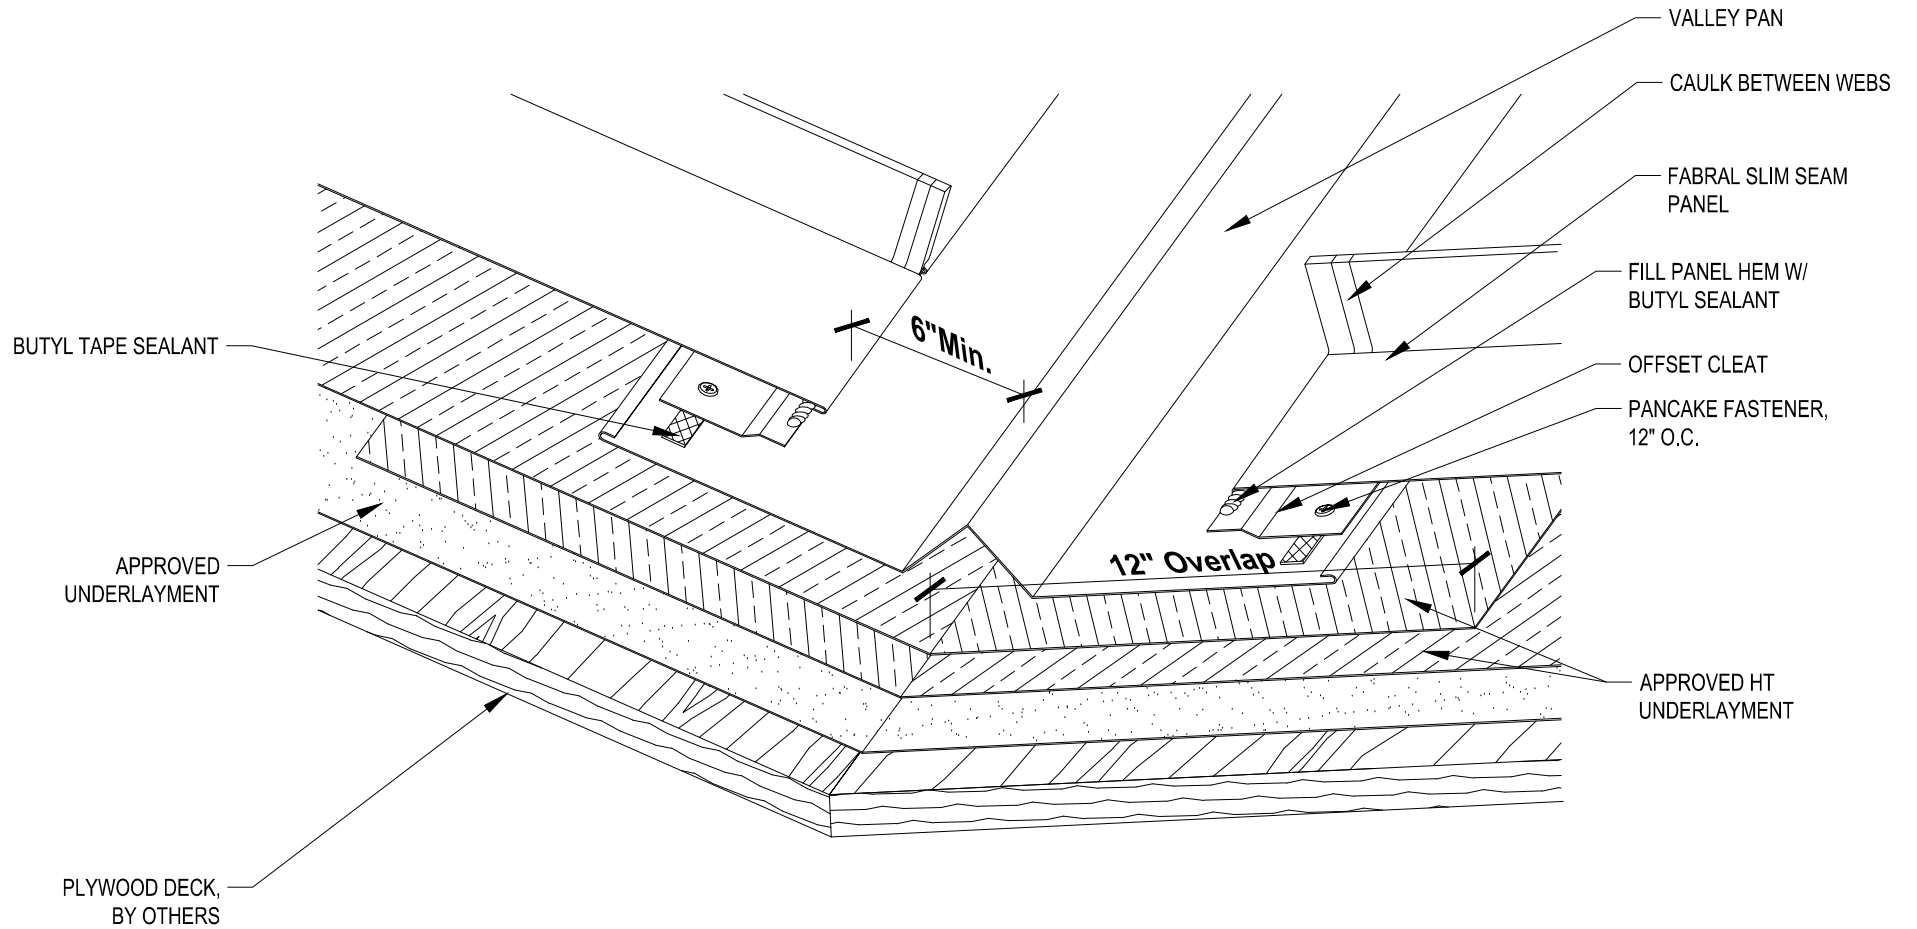 VALLEY PAN
CAULK BETWEEN WEBS
FABRAL SLIM SEAM
PANEL
FILL PANEL HEM W/
BUTYL SEALANT
6"Min.
BUTYL TAPE SEALANT
OFFSET CLEAT
PANCAKE FASTENER,
12" O.C.
12" Overlap
APPROVED
UNDERLAYMENT
APPROVED HT
UNDERLAYMENT
PLYWOOD DECK,
BY OTHERS